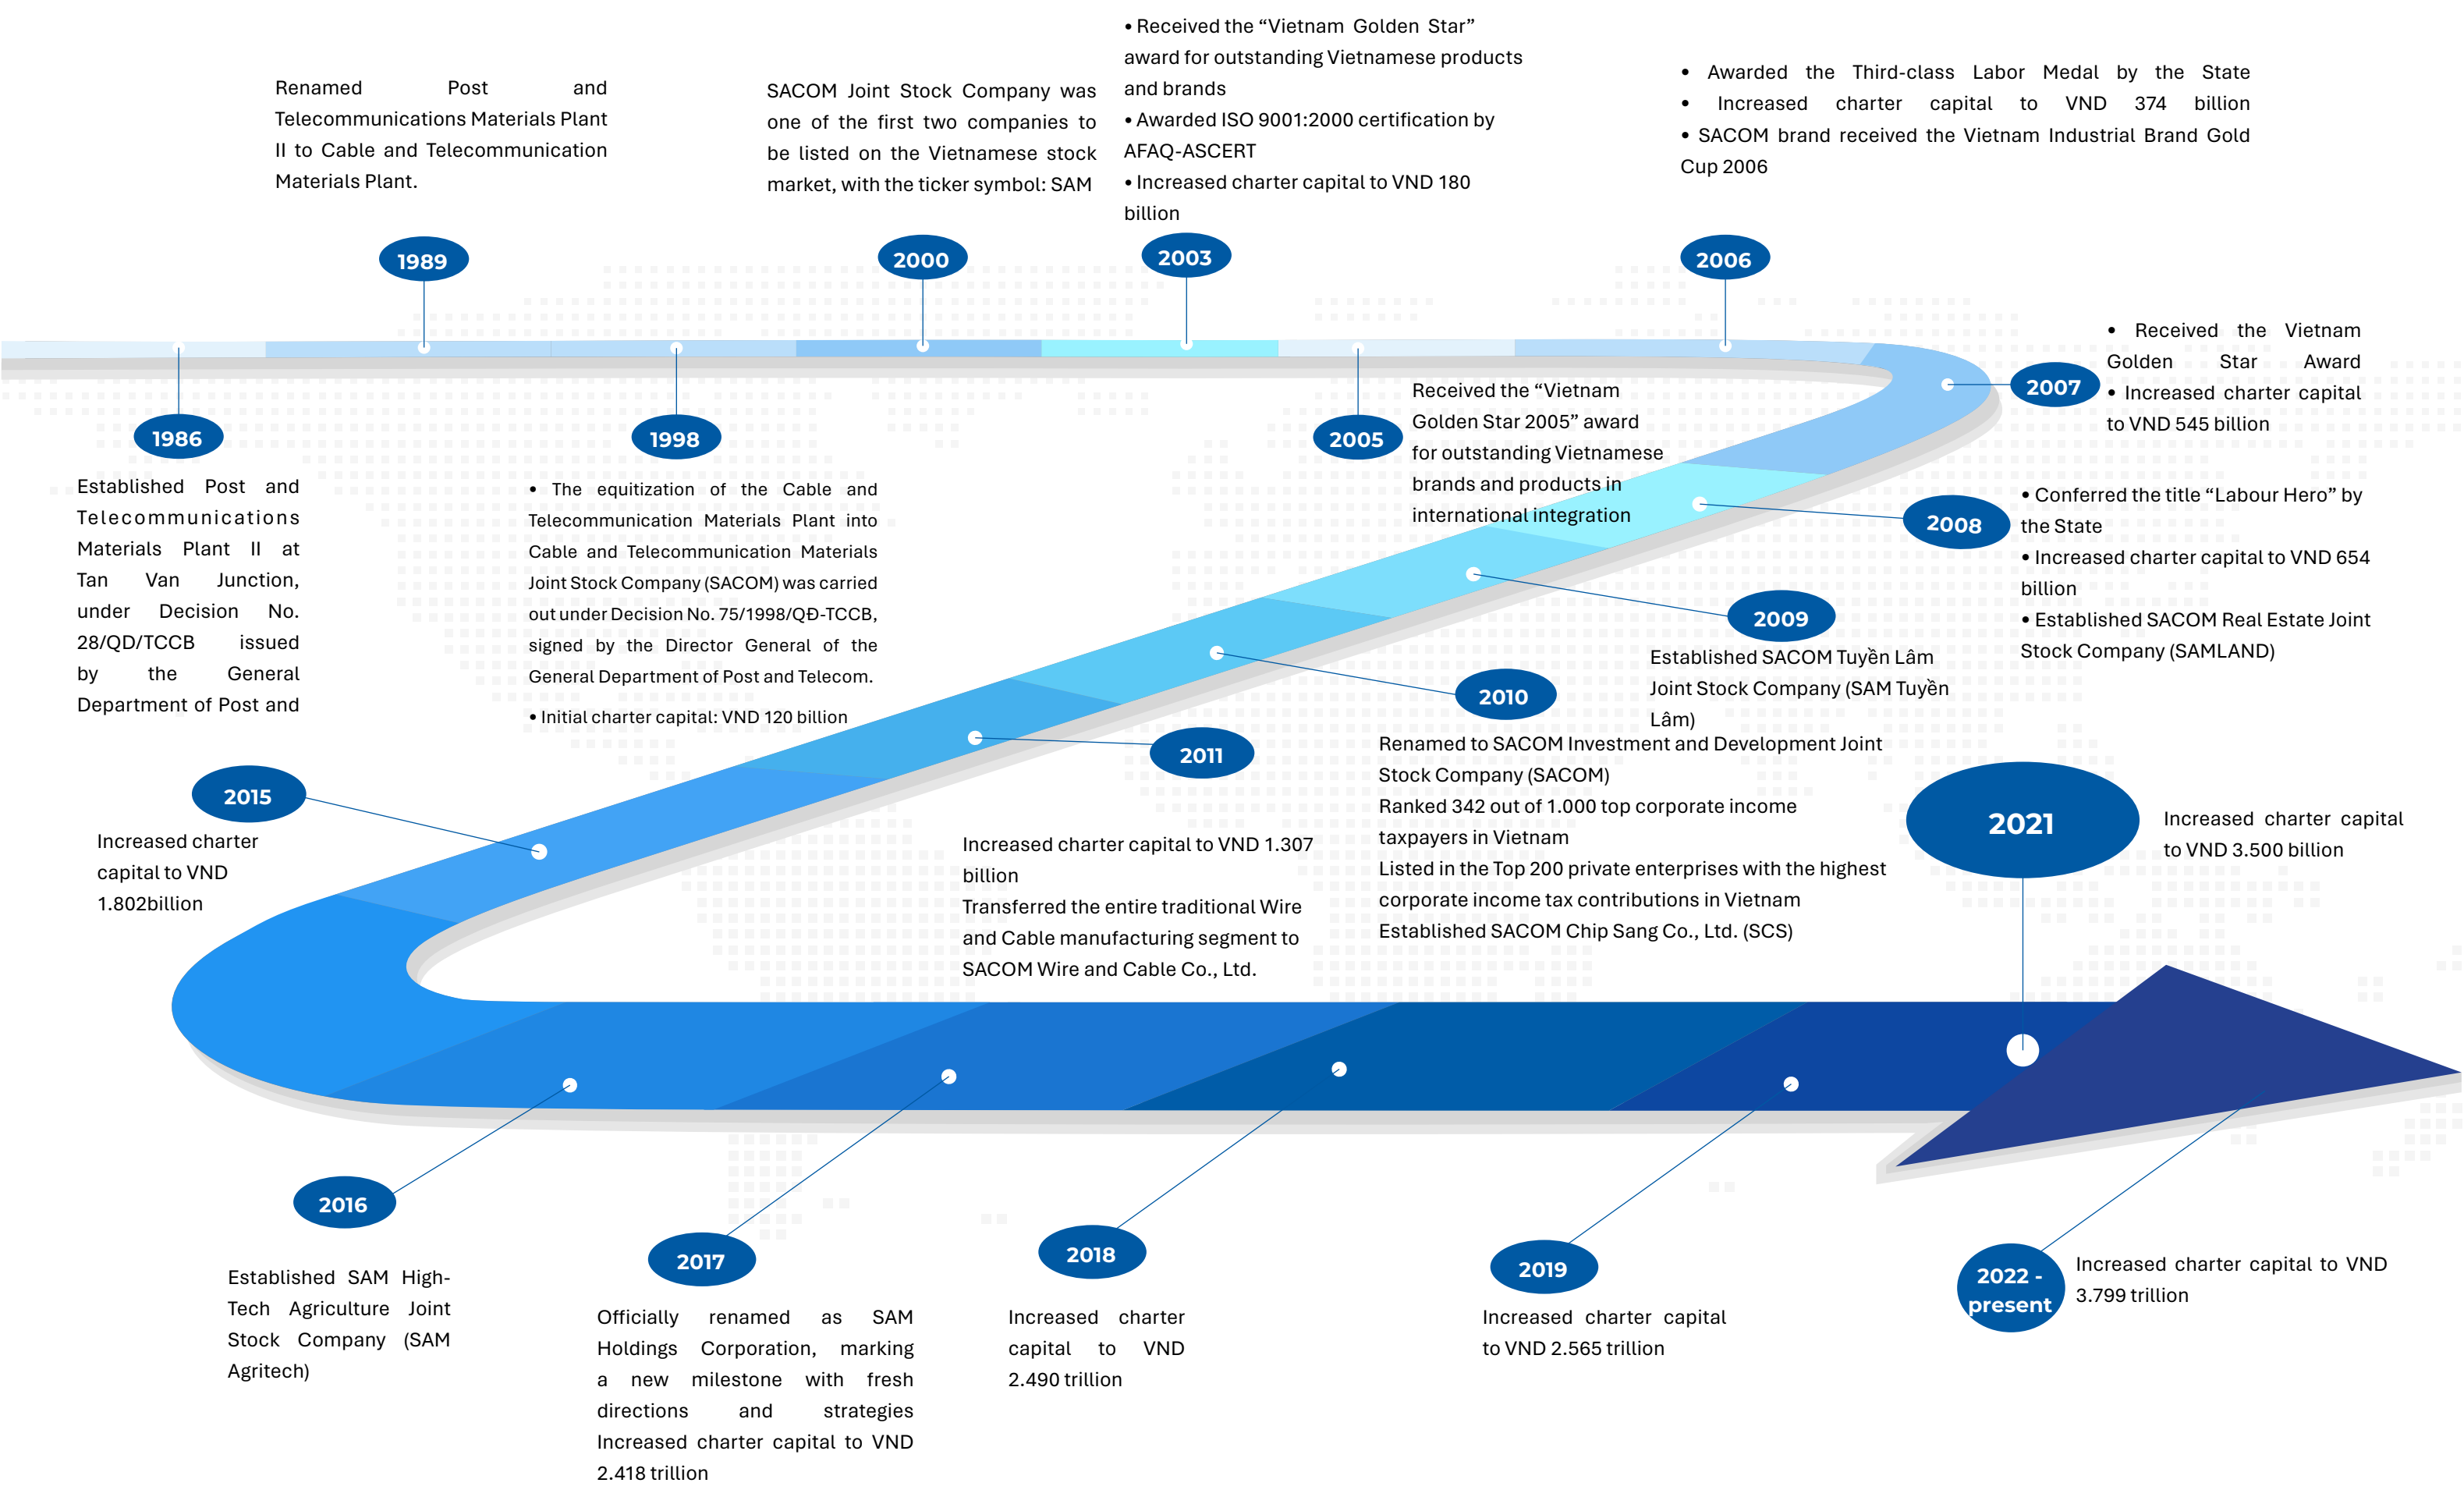 1986
Established Post and
Telecommunications
Materials Plant II at
Tan Van Junction,
under Decision No.
28/QD/TCCB issued
by the General
Department of Post and
Renamed Post and
Telecommunications Materials Plant
II to Cable and Telecommunication
Materials Plant.
1989
1998
• The equitization of the Cable and
Telecommunication Materials Plant into
Cable and Telecommunication Materials
Joint Stock Company (SACOM) was carried
out under Decision No. 75/1998/QĐ-TCCB,
signed by the Director General of the
General Department of Post and Telecom.
• Initial charter capital: VND 120 billion
SACOM Joint Stock Company was
one of the first two companies to
be listed on the Vietnamese stock
market, with the ticker symbol: SAM
2000
• Received the “Vietnam Golden Star”
award for outstanding Vietnamese products
and brands
• Awarded ISO 9001:2000 certification by
AFAQ-ASCERT
• Increased charter capital to VND 180
billion
2003
2005
Received the “Vietnam
Golden Star 2005” award
for outstanding Vietnamese
brands and products in
international integration
• Awarded the Third-class Labor Medal by the State
• Increased charter capital to VND 374 billion
• SACOM brand received the Vietnam Industrial Brand Gold
Cup 2006
2006
2007
• Received the Vietnam
Golden Star Award
• Increased charter capital
to VND 545 billion
2008
• Conferred the title “Labour Hero” by
the State
• Increased charter capital to VND 654
billion
• Established SACOM Real Estate Joint
Stock Company (SAMLAND)
2009
Established SACOM Tuyền Lâm
Joint Stock Company (SAM Tuyền
Lâm)
2010
Renamed to SACOM Investment and Development Joint
Stock Company (SACOM)
Ranked 342 out of 1.000 top corporate income
taxpayers in Vietnam
Listed in the Top 200 private enterprises with the highest
corporate income tax contributions in Vietnam
Established SACOM Chip Sang Co., Ltd. (SCS)
2011
Increased charter capital to VND 1.307
billion
Transferred the entire traditional Wire
and Cable manufacturing segment to
SACOM Wire and Cable Co., Ltd.
2015
Increased charter
capital to VND
1.802billion
2016
Established SAM High-
Tech Agriculture Joint
Stock Company (SAM
Agritech)
2017
Officially renamed as SAM
Holdings Corporation, marking
a new milestone with fresh
directions and strategies
Increased charter capital to VND
2.418 trillion
2018
Increased charter
capital to VND
2.490 trillion
2019
Increased charter capital
to VND 2.565 trillion
2021
Increased charter capital
to VND 3.500 billion
2022 -
present
Increased charter capital to VND
3.799 trillion